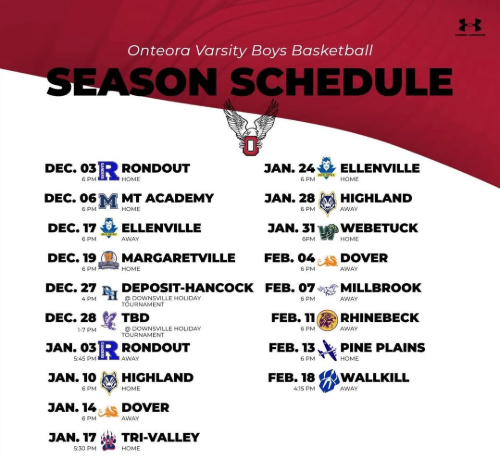 Onteora Varsity Boys Basketball
SEASON SCHEDULE
O
DEC. 03 R RONDOUT
6 PM HOME
DEC. 06 M MT ACADEMY
6 PM HOME
DEC. 17 ELLENVILLE
6 PM AWAY
DEC. 19 MARGARETVILLE
6 PM HOME
DEC. 27 DH DEPOSIT-HANCOCK
4 PM @ DOWNSVILLE HOLIDAY
TOURNAMENT
DEC. 28 TBD
1-7 PM @ DOWNSVILLE HOLIDAY
TOURNAMENT
JAN. 03 R RONDOUT
5:45 PM AWAY
JAN. 10 HIGHLAND
6 PM HOME
JAN. 14 DOVER
6 PM AWAY
JAN. 17 TRI-VALLEY
5:30 PM HOME
JAN. 24 ELLENVILLE
6 PM HOME
JAN. 28 HIGHLAND
6 PM AWAY
JAN. 31 W WEBETUCK
6PM HOME
FEB. 04 DOVER
6 PM AWAY
FEB. 07 MILLBROOK
6 PM AWAY
FEB. 11 RHINEBECK
6 PM AWAY
FEB. 13 PINE PLAINS
6 PM HOME
FEB. 18 WALLKILL
4:15 PM AWAY